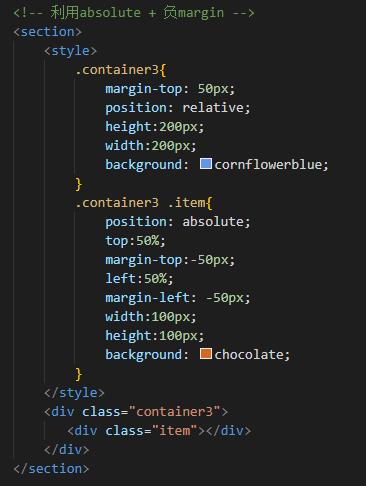 <!-- 利用absolute + 负margin -->
<section>
    <style>
        .container3{
            margin-top: 50px;
            position: relative;
            height:200px;
            width:200px;
            background: cornflowerblue;
        }
        .container3 .item{
            position: absolute;
            top:50%;
            margin-top:-50px;
            left:50%;
            margin-left: -50px;
            width:100px;
            height:100px;
            background: chocolate;
        }
    </style>
    <div class="container3">
       <div class="item"></div>
    </div>
</section>